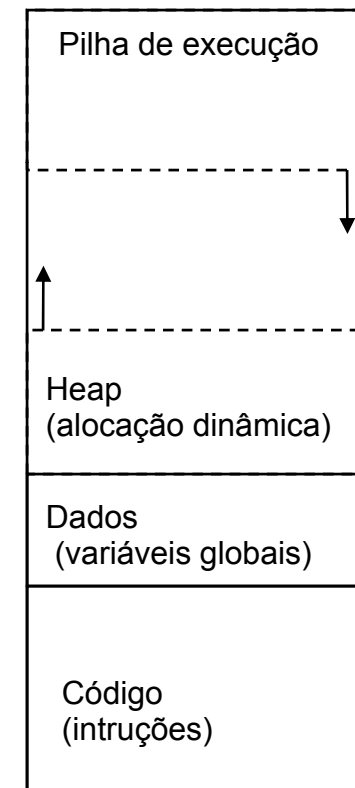 Pilha de execução
Heap
(alocação dinâmica)
Dados
(variáveis globais)
Código
(intruções)